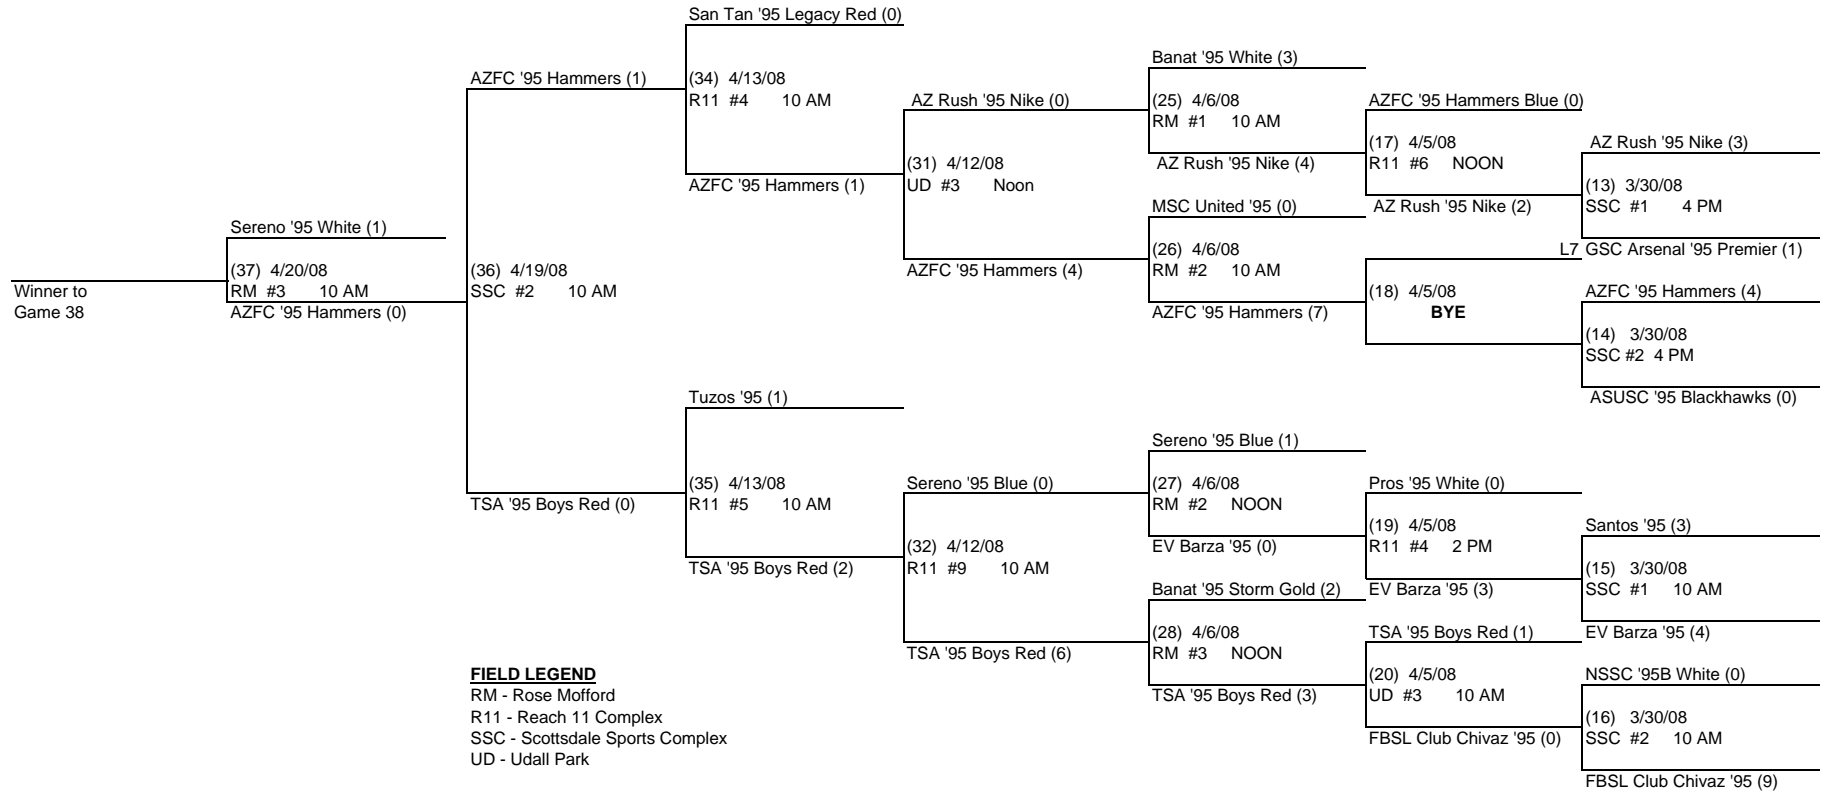 San Tan '95 Legacy Red (0)
Banat '95 White (3)
AZFC '95 Hammers (1)
(34) 4/13/08
R11 #4 10 AM
AZ Rush '95 Nike (0)
(25) 4/6/08
RM #1 10 AM
AZFC '95 Hammers Blue (0)
(17) 4/5/08
R11 #6 NOON
AZ Rush '95 Nike (3)
(31) 4/12/08
UD #3 Noon
AZ Rush '95 Nike (4)
AZFC '95 Hammers (1)
(13) 3/30/08
SSC #1 4 PM
MSC United '95 (0)
AZ Rush '95 Nike (2)
Sereno '95 White (1)
L7 GSC Arsenal '95 Premier (1)
(37) 4/20/08
RM #3 10 AM
(36) 4/19/08
SSC #2 10 AM
AZFC '95 Hammers (4)
(26) 4/6/08
RM #2 10 AM
Winner to
Game 38
AZFC '95 Hammers (0)
AZFC '95 Hammers (7)
(18) 4/5/08
BYE
AZFC '95 Hammers (4)
(14) 3/30/08
SSC #2 4 PM
ASUSC '95 Blackhawks (0)
Tuzos '95 (1)
Sereno '95 Blue (1)
TSA '95 Boys Red (0)
(35) 4/13/08
R11 #5 10 AM
Sereno '95 Blue (0)
(27) 4/6/08
RM #2 NOON
Pros '95 White (0)
(19) 4/5/08
R11 #4 2 PM
Santos '95 (3)
(32) 4/12/08
R11 #9 10 AM
EV Barza '95 (0)
TSA '95 Boys Red (2)
(15) 3/30/08
SSC #1 10 AM
Banat '95 Storm Gold (2)
EV Barza '95 (3)
EV Barza '95 (4)
TSA '95 Boys Red (6)
(28) 4/6/08
RM #3 NOON
TSA '95 Boys Red (1)
(20) 4/5/08
UD #3 10 AM
NSSC '95B White (0)
TSA '95 Boys Red (3)
(16) 3/30/08
SSC #2 10 AM
FBSL Club Chivaz '95 (0)
FBSL Club Chivaz '95 (9)
FIELD LEGEND
RM - Rose Mofford
R11 - Reach 11 Complex
SSC - Scottsdale Sports Complex
UD - Udall Park